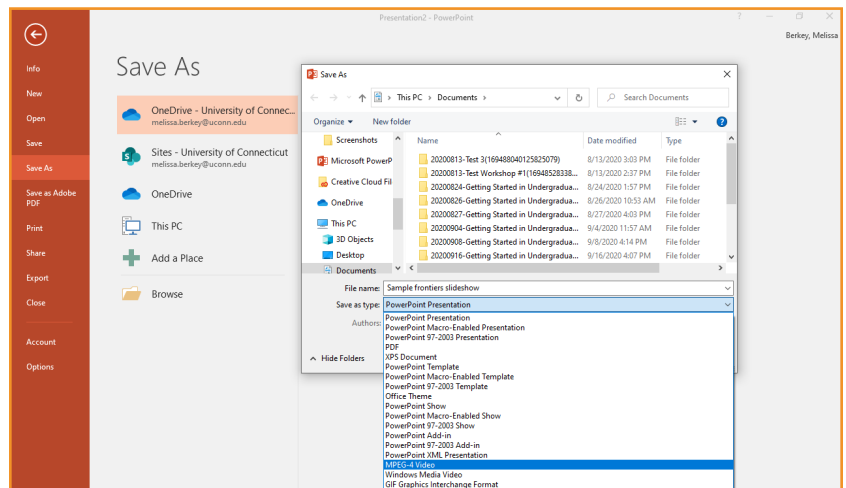 Presentation2 - PowerPoint
?
Berkey, Melissa
Info
New
Open
Save
Save As
Save as Adobe
PDF
Print
Share
Export
Close
Account
Options
Save As
OneDrive - University of Connec...
melissa.berkey@uconn.edu
Sites - University of Connecticut
melissa.berkey@uconn.edu
OneDrive
This PC
Add a Place
Browse
Save As
This PC > Documents >
Search Documents
Organize
New folder
?
Name Date modified Type
Screenshots
Microsoft PowerP
Creative Cloud Fil
OneDrive
This PC
3D Objects
Desktop
Documents
20200813-Test 3(169488040125825079) 8/13/2020 3:03 PM File folder
20200813-Test Workshop #1(16948528338... 8/13/2020 2:37 PM File folder
20200824-Getting Started in Undergradua... 8/24/2020 1:57 PM File folder
20200826-Getting Started in Undergradua... 8/26/2020 10:53 AM File folder
20200827-Getting Started in Undergradua... 8/27/2020 4:03 PM File folder
20200904-Getting Started in Undergradua... 9/4/2020 11:57 AM File folder
20200908-Getting Started in Undergradua... 9/8/2020 4:14 PM File folder
20200916-Getting Started in Undergradua... 9/16/2020 4:07 PM File folder
File name: Sample frontiers slideshow
Save as type: PowerPoint Presentation
Authors:
Hide Folders
PowerPoint Presentation
PowerPoint Macro-Enabled Presentation
PowerPoint 97-2003 Presentation
PDF
XPS Document
PowerPoint Template
PowerPoint Macro-Enabled Template
PowerPoint 97-2003 Template
Office Theme
PowerPoint Show
PowerPoint Macro-Enabled Show
PowerPoint 97-2003 Show
PowerPoint Add-in
PowerPoint 97-2003 Add-in
PowerPoint XML Presentation
MPEG-4 Video
Windows Media Video
GIF Graphics Interchange Format